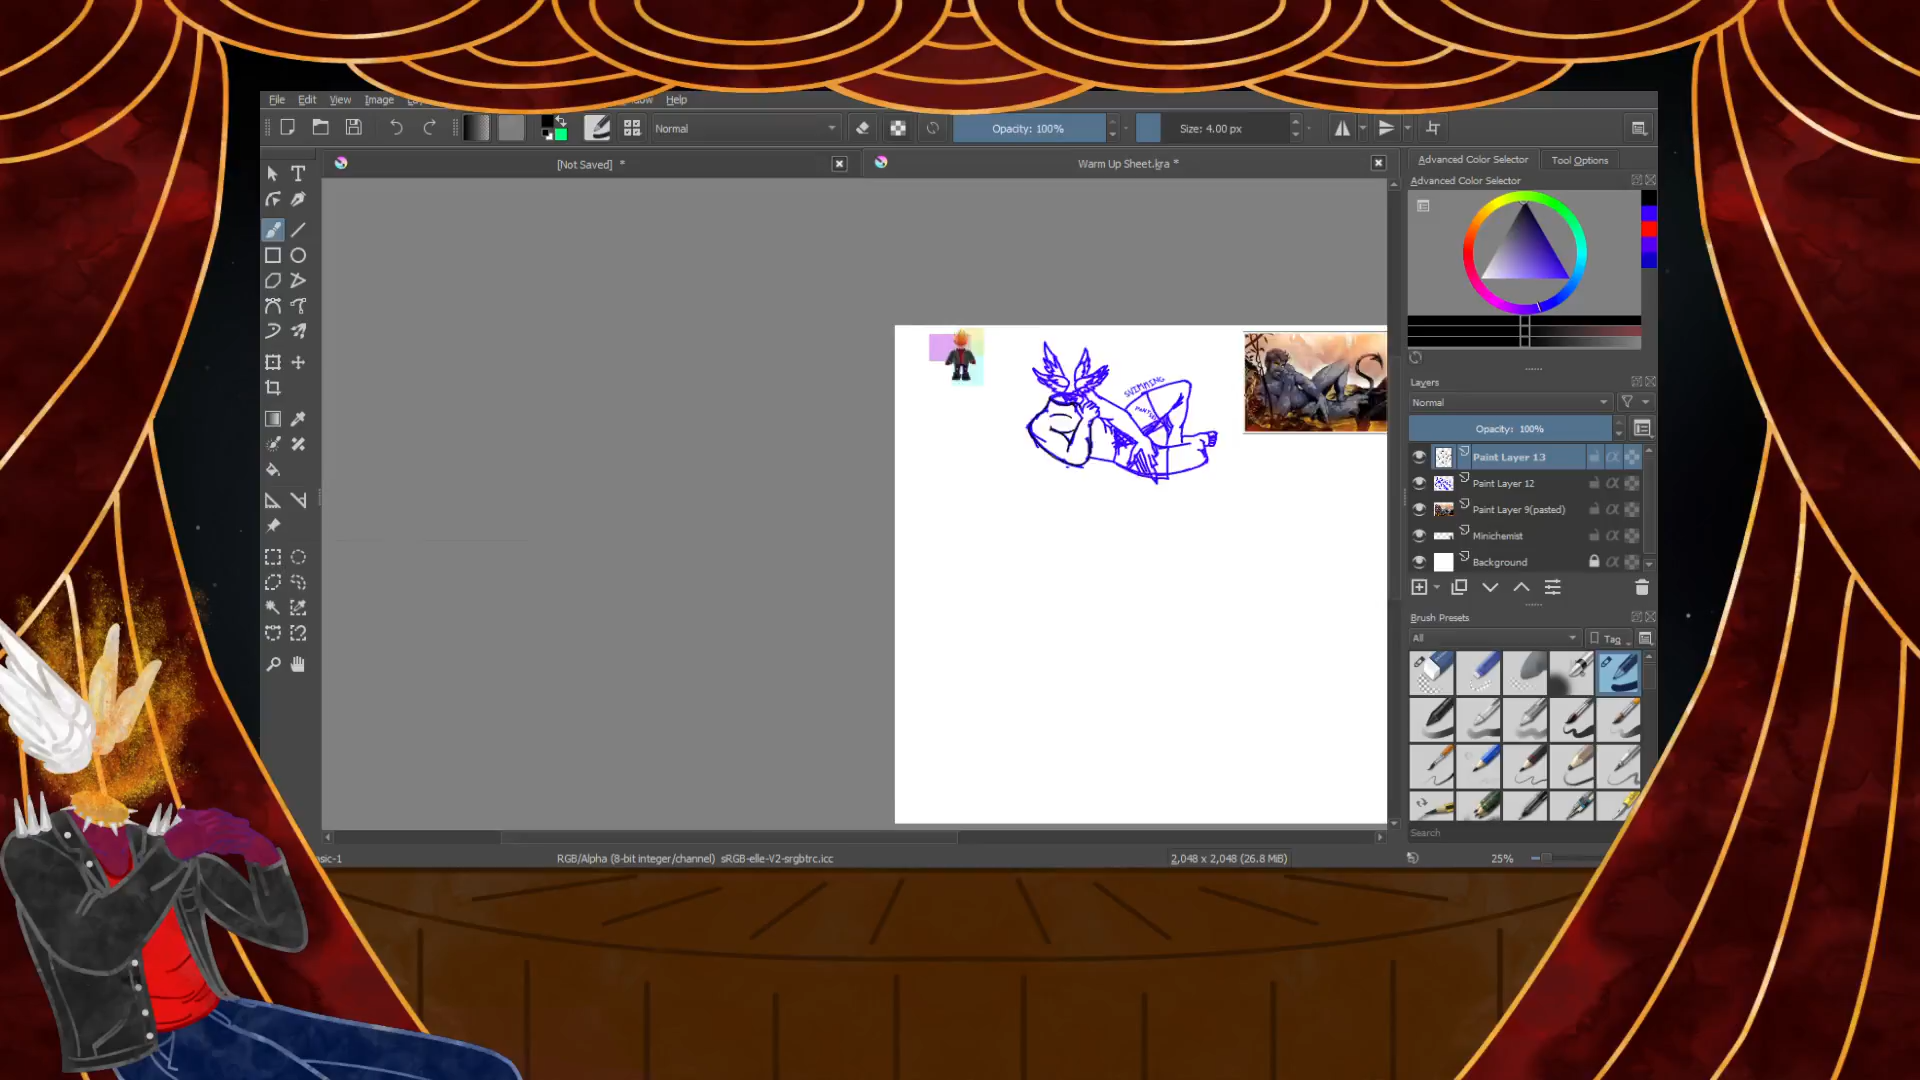 File Edit View Image Help
Normal
Opacity: 100%
Size: 4.00 px
[Not Saved] *
Warm Up Sheet.kra *
Advanced Color Selector
Tool Options
Advanced Color Selector
SWIMMING
Layers
Normal
Opacity: 100%
Paint Layer 13
Paint Layer 12
Paint Layer 9(pasted)
Minichemist
Background
Brush Presets
All
Tag
Search
RGB/Alpha (8-bit integer/channel) sRGB-elle-V2-srgbtrc.icc
2,048 x 2,048 (26.8 MiB)
25%